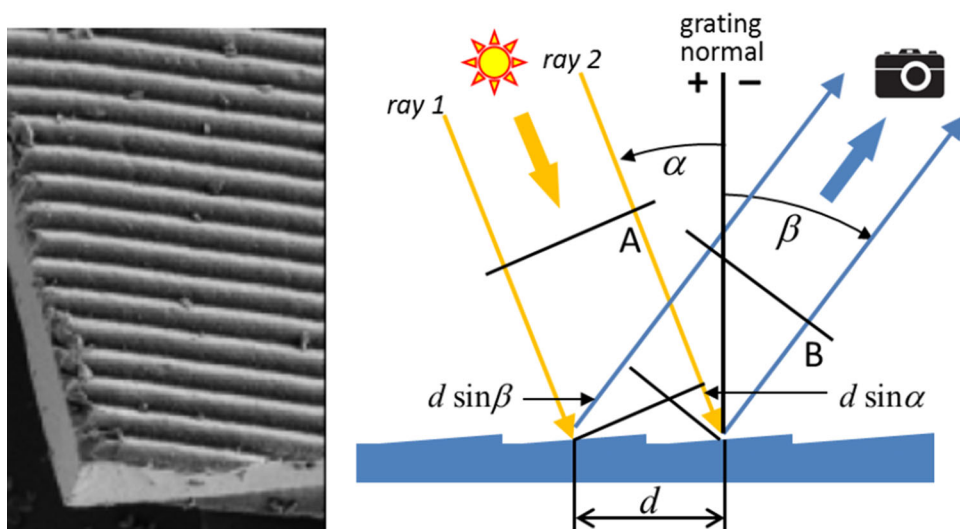 grating
normal
ray 2
+ −
ray 1
α
A
β
B
d sinβ
d sinα
d